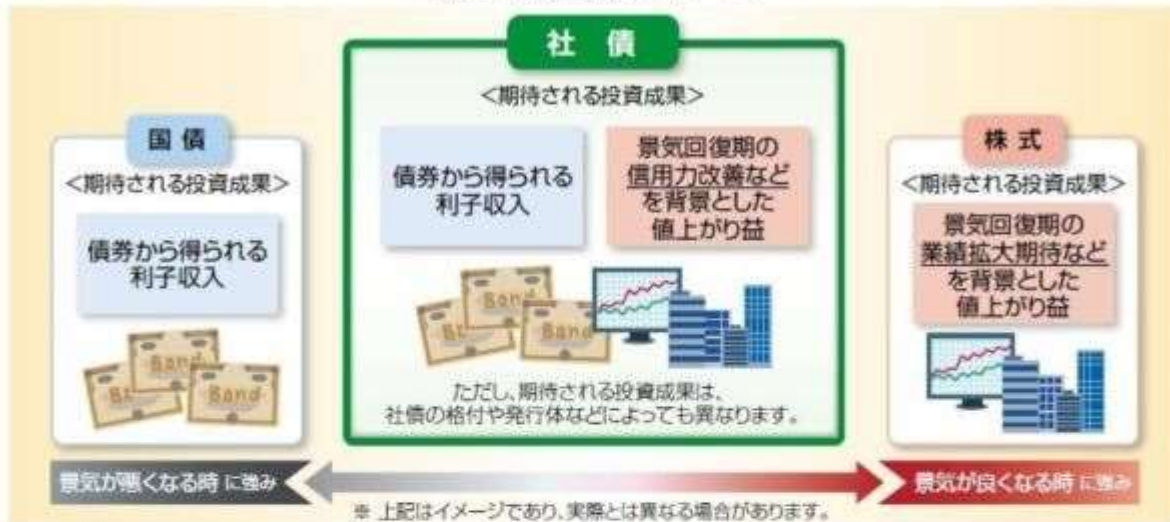 社債
<期待される投資成果>
債券から得られる
利子収入
景気回復期の
信用力改善など
を背景とした
値上がり益
Band
Band
ただし、期待される投資成果は、
社債の格付や発行体などによっても異なります。
国債
<期待される投資成果>
債券から得られる
利子収入
Band
Band
株式
<期待される投資成果>
景気回復期の
業績拡大期待など
を背景とした
値上がり益
景気が悪くなる時に強み
景気が良くなる時に強み
※ 上記はイメージであり、実際とは異なる場合があります。